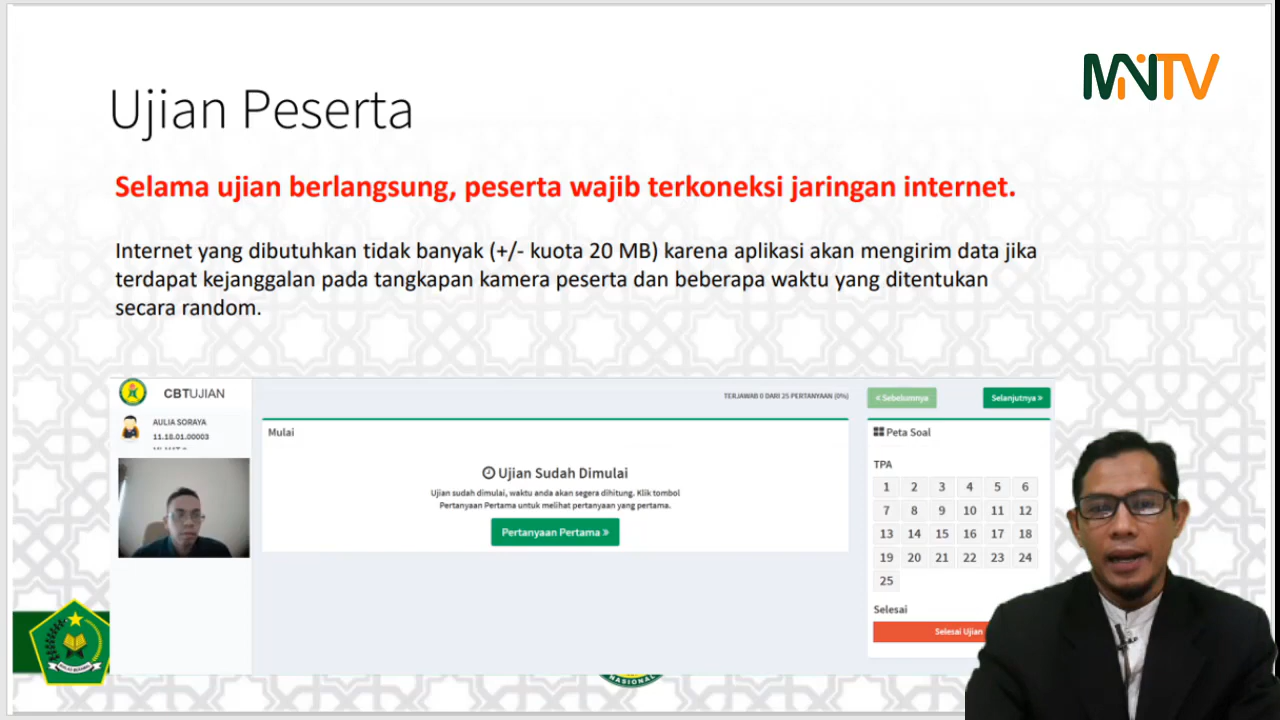 MNTV
Ujian Peserta
Selama ujian berlangsung, peserta wajib terkoneksi jaringan internet.
Internet yang dibutuhkan tidak banyak (+/- kuota 20 MB) karena aplikasi akan mengirim data jika
terdapat kejanggalan pada tangkapan kamera peserta dan beberapa waktu yang ditentukan
secara random.
CBTUJIAN
AULIA SORAYA
11.18.01.00003
TERJAWAB 0 DARI 25 PERTANYAAN (0%)
< Sebelumnya
Selanjutnya »
Mulai
Ujian Sudah Dimulai
Ujian sudah dimulai, waktu anda akan segera dihitung. Klik tombol
Pertanyaan Pertama untuk melihat pertanyaan yang pertama.
Pertanyaan Pertama »
Peta Soal
TPA
1 2 3 4 5 6
7 8 9 10 11 12
13 14 15 16 17 18
19 20 21 22 23 24
25
Selesai
Selesai Ujian
NASIONAL